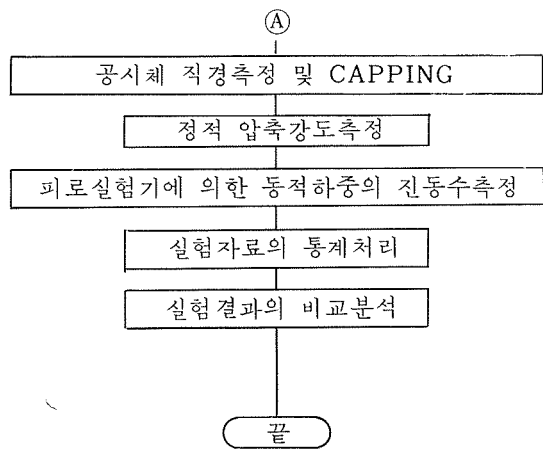 Ⓐ
공시체 직경측정 및 CAPPING
정적 압축강도측정
피로실험기에 의한 동적하중의 진동수측정
실험자료의 통계처리
실험결과의 비교분석
끝